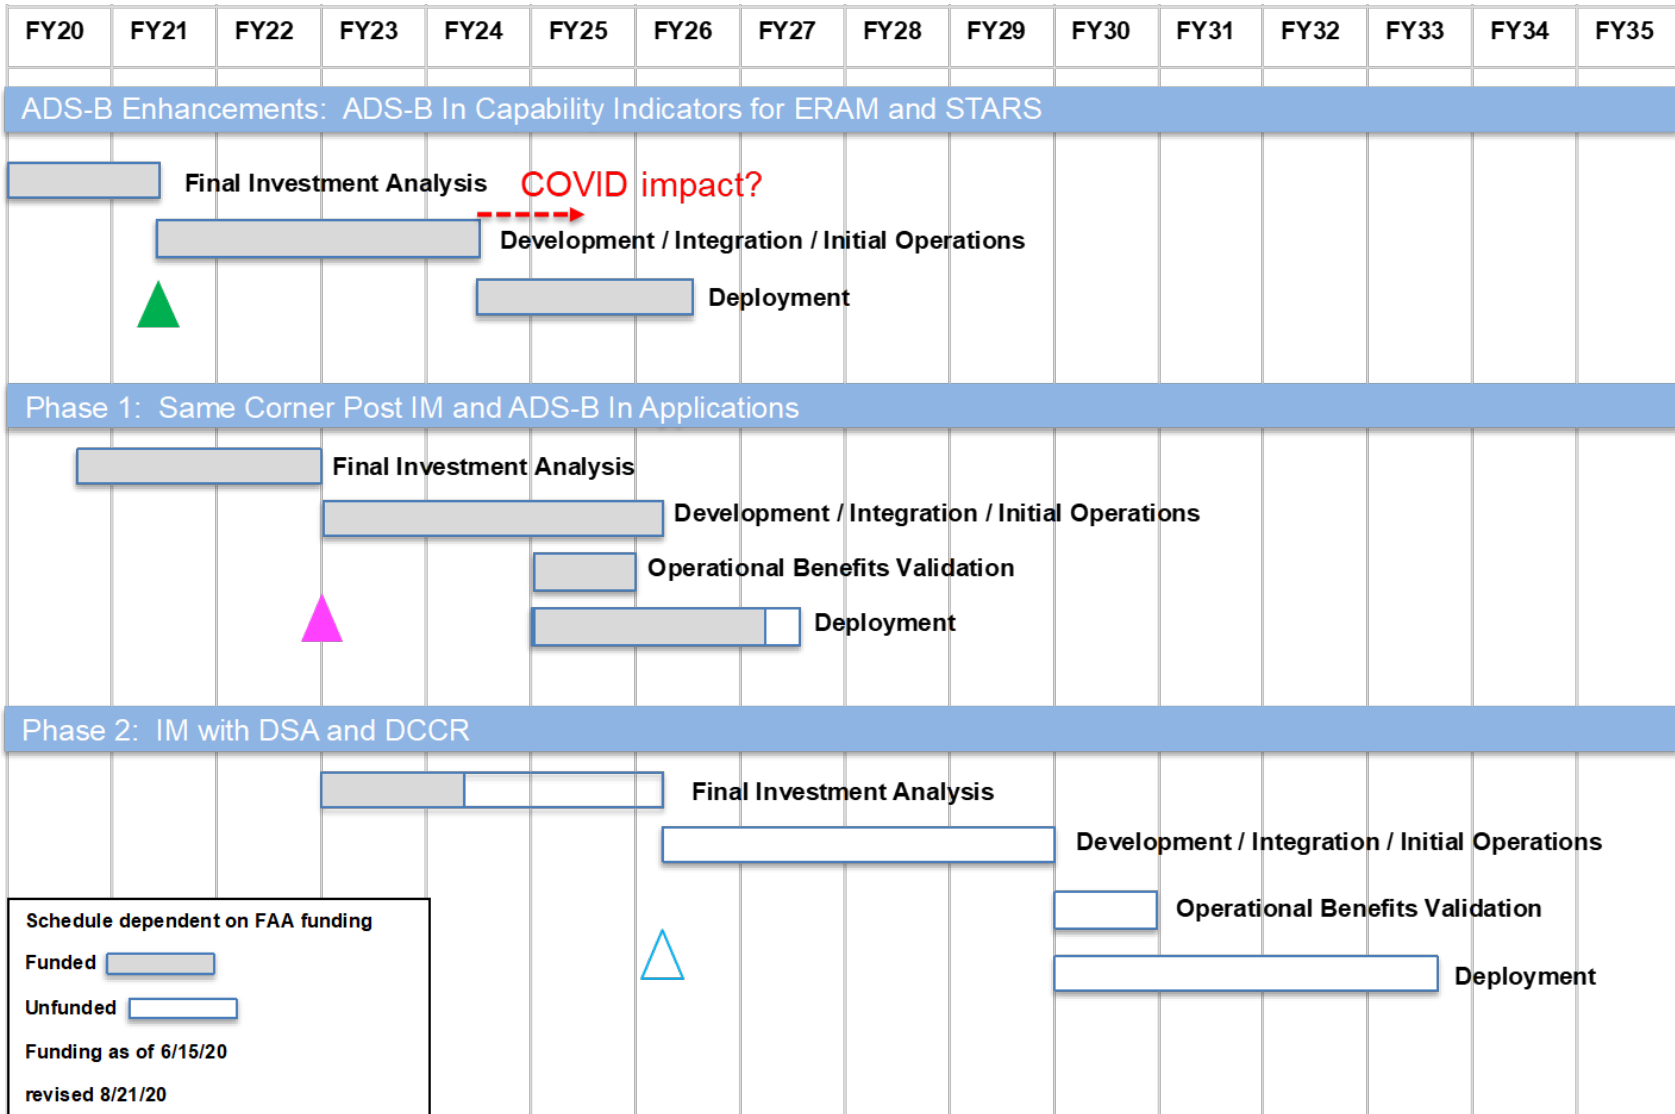 FY20 FY21 FY22 FY23 FY24 FY25 FY26 FY27 FY28 FY29 FY30 FY31 FY32 FY33 FY34 FY35
ADS-B Enhancements: ADS-B In Capability Indicators for ERAM and STARS
Final Investment Analysis
COVID impact?
Development / Integration / Initial Operations
Deployment
Phase 1: Same Corner Post IM and ADS-B In Applications
Final Investment Analysis
Development / Integration / Initial Operations
Operational Benefits Validation
Deployment
Phase 2: IM with DSA and DCCR
Final Investment Analysis
Development / Integration / Initial Operations
Operational Benefits Validation
Deployment
Schedule dependent on FAA funding
Funded
Unfunded
Funding as of 6/15/20
revised 8/21/20